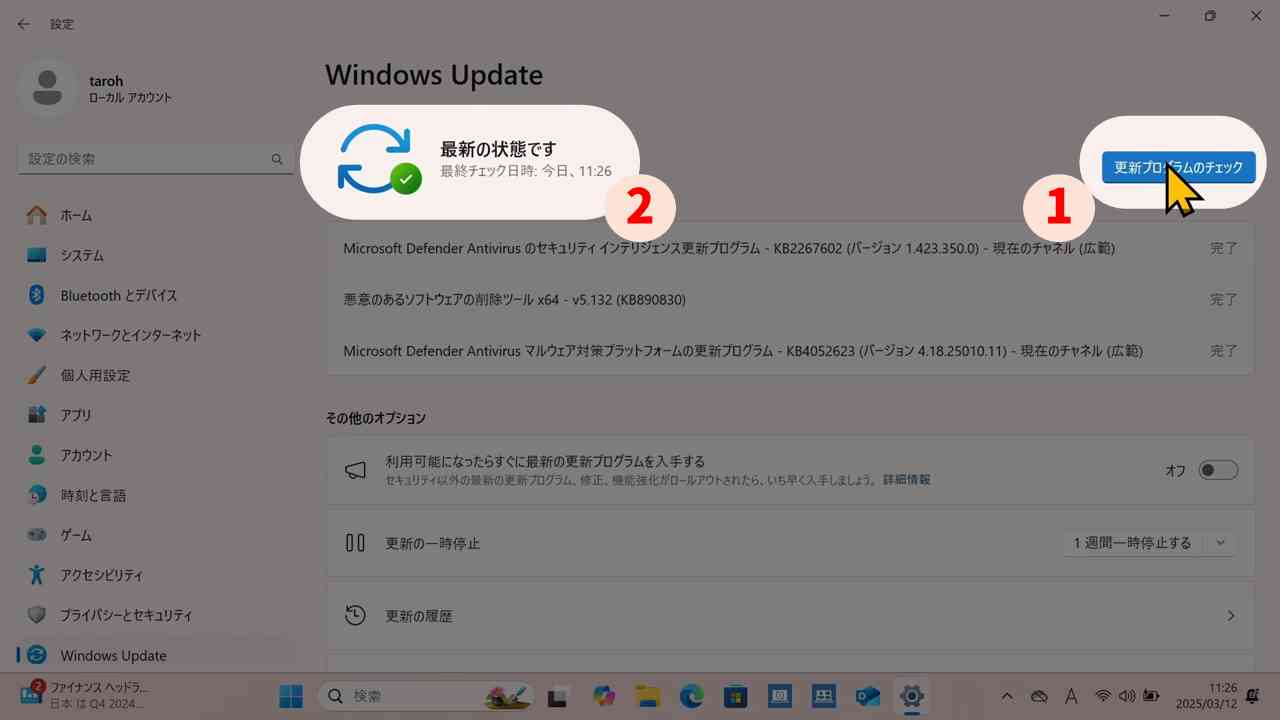 設定
taroh
ローカル アカウント
設定の検索
ホーム
システム
Bluetooth とデバイス
ネットワークとインターネット
個人用設定
アプリ
アカウント
時刻と言語
ゲーム
アクセシビリティ
プライバシーとセキュリティ
Windows Update
Windows Update
最新の状態です
最終チェック日時: 今日、11:26
2
1
更新プログラムのチェック
Microsoft Defender Antivirus のセキュリティ インテリジェンス更新プログラム - KB2267602 (バージョン 1.423.350.0) - 現在のチャネル (広範)
完了
悪意のあるソフトウェアの削除ツール x64 - v5.132 (KB890830)
完了
Microsoft Defender Antivirus マルウェア対策プラットフォームの更新プログラム - KB4052623 (バージョン 4.18.25010.11) - 現在のチャネル (広範)
完了
その他のオプション
利用可能になったらすぐに最新の更新プログラムを入手する
セキュリティ以外の最新の更新プログラム、修正、機能強化がロールアウトされたら、いち早く入手しましょう。 詳細情報
オフ
更新の一時停止
1 週間一時停止する
更新の履歴
2
ファイナンス ヘッドラ...
日本 は Q4 2024...
検索
A
11:26
2025/03/12